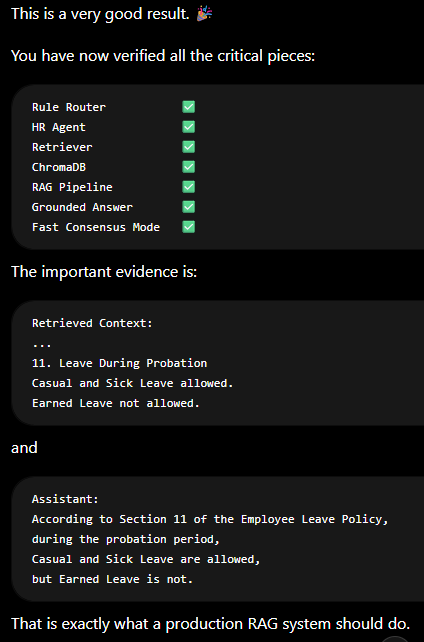 This is a very good result. 🎉
You have now verified all the critical pieces:
Rule Router ✅
HR Agent ✅
Retriever ✅
ChromaDB ✅
RAG Pipeline ✅
Grounded Answer ✅
Fast Consensus Mode ✅
The important evidence is:
Retrieved Context:
...
11. Leave During Probation
Casual and Sick Leave allowed.
Earned Leave not allowed.
and
Assistant:
According to Section 11 of the Employee Leave Policy,
during the probation period,
Casual and Sick Leave are allowed,
but Earned Leave is not.
That is exactly what a production RAG system should do.